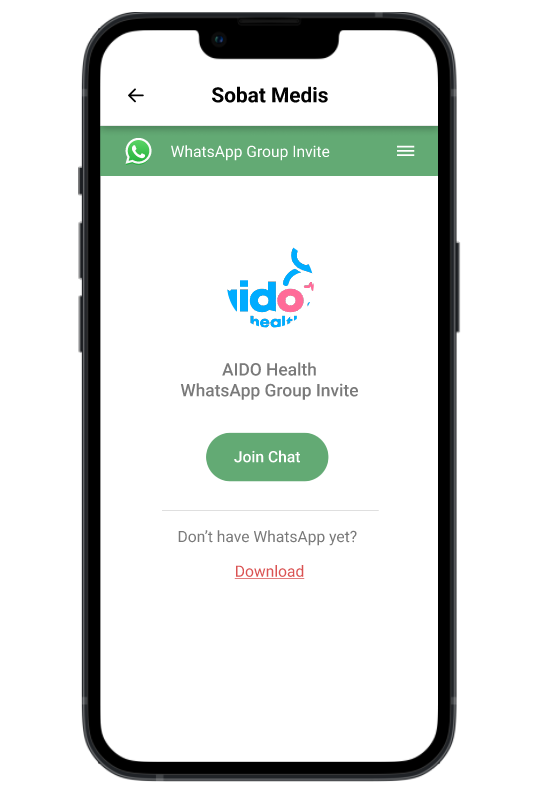 Sobat Medis
WhatsApp Group Invite
aido
health
AIDO Health
WhatsApp Group Invite
Join Chat
Don’t have WhatsApp yet?
Download